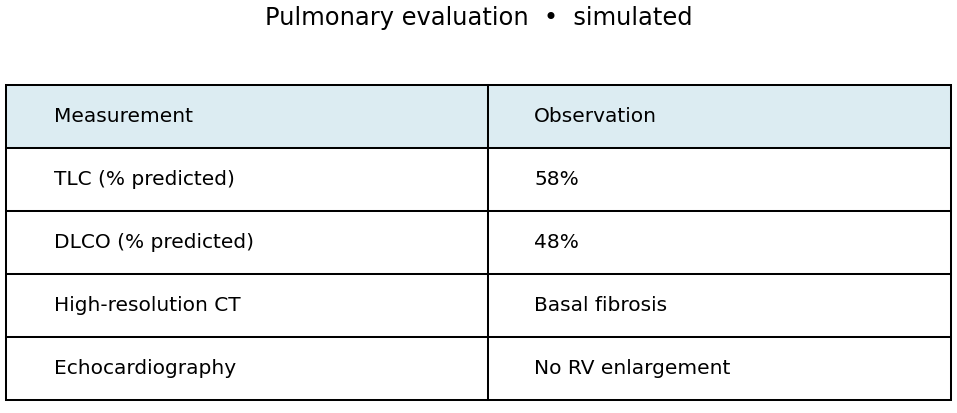 Pulmonary evaluation • simulated
Measurement Observation
TLC (% predicted) 58%
DLCO (% predicted) 48%
High-resolution CT Basal fibrosis
Echocardiography No RV enlargement